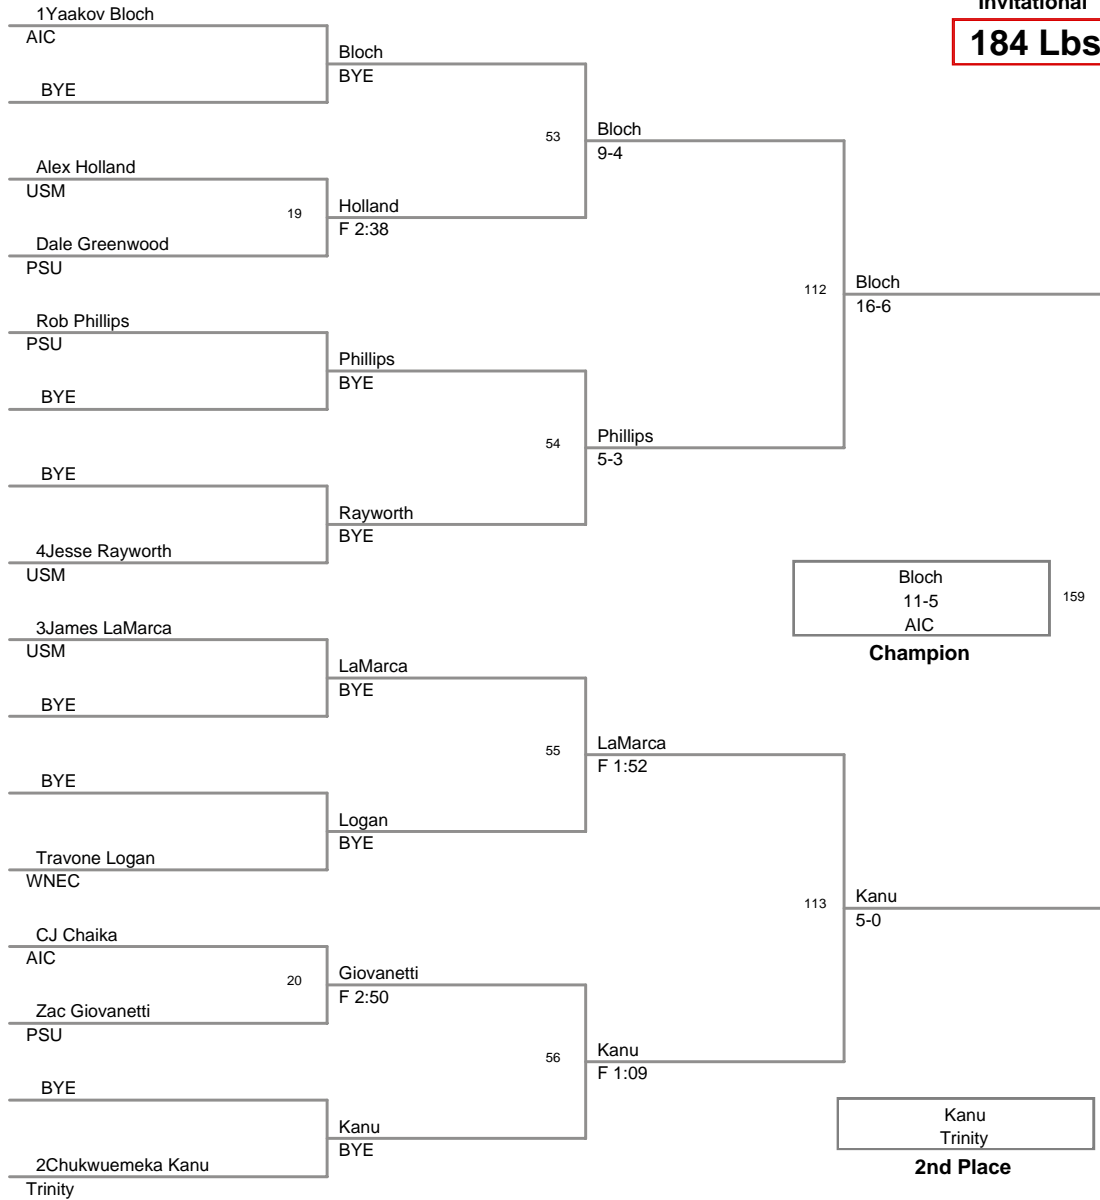 Invitational
184 Lbs
1Yaakov Bloch
AIC
BYE
Bloch
BYE
53
Bloch
9-4
Alex Holland
USM
19
Holland
F 2:38
Dale Greenwood
PSU
112
Bloch
16-6
Rob Phillips
PSU
BYE
Phillips
BYE
54
Phillips
5-3
BYE
Rayworth
BYE
4Jesse Rayworth
USM
Bloch
11-5
AIC
159
Champion
3James LaMarca
USM
BYE
LaMarca
BYE
55
LaMarca
F 1:52
BYE
Logan
BYE
Travone Logan
WNEC
113
Kanu
5-0
CJ Chaika
AIC
20
Giovanetti
F 2:50
Zac Giovanetti
PSU
56
Kanu
F 1:09
BYE
Kanu
BYE
2Chukwuemeka Kanu
Trinity
Kanu
Trinity
2nd Place